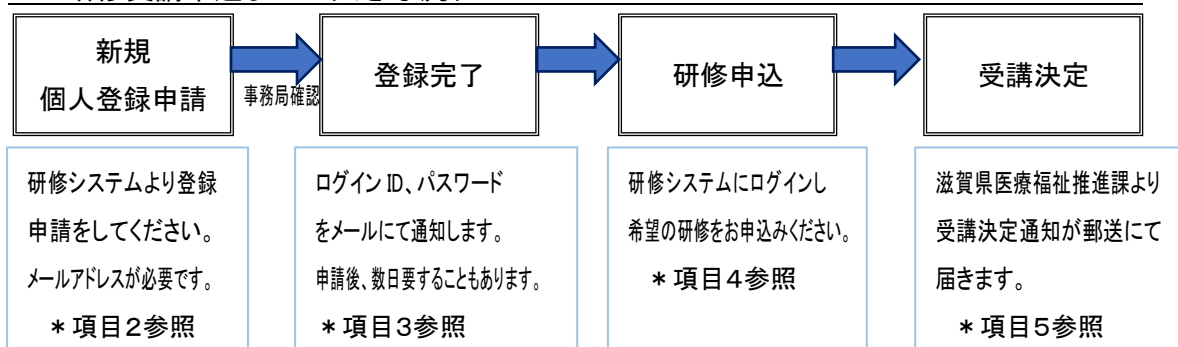 新規
個人登録申請
事務局確認
登録完了
研修申込
受講決定
研修システムより登録
申請をしてください。
メールアドレスが必要です。
＊項目２参照
ログインID、パスワード
をメールにて通知します。
申請後、数日要することもあります。
＊項目３参照
研修システムにログインし
希望の研修をお申込みください。
＊項目４参照
滋賀県医療福祉推進課より
受講決定通知が郵送にて
届きます。
＊項目５参照